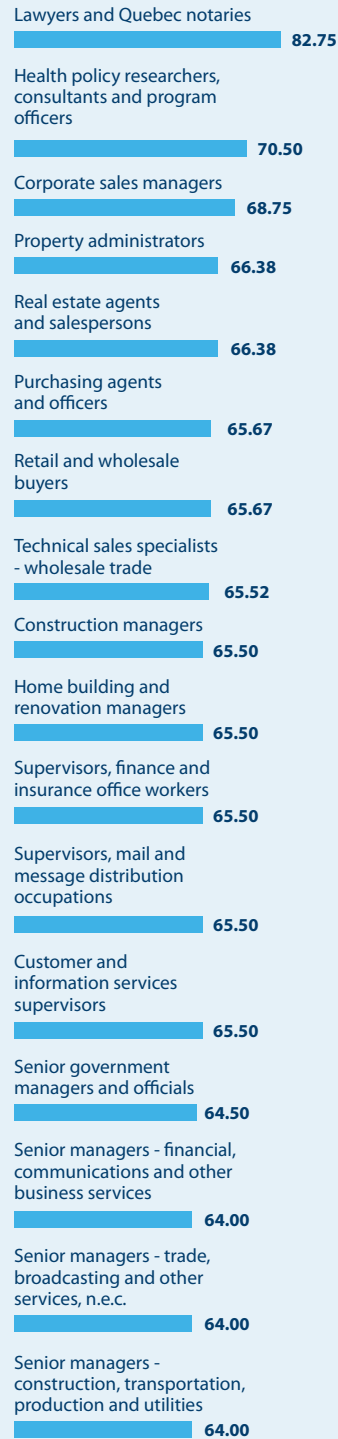 Lawyers and Quebec notaries
82.75
Health policy researchers,
consultants and program
officers
70.50
Corporate sales managers
68.75
Property administrators
66.38
Real estate agents
and salespersons
66.38
Purchasing agents
and officers
65.67
Retail and wholesale
buyers
65.67
Technical sales specialists
- wholesale trade
65.52
Construction managers
65.50
Home building and
renovation managers
65.50
Supervisors, finance and
insurance office workers
65.50
Supervisors, mail and
message distribution
occupations
65.50
Customer and
information services
supervisors
65.50
Senior government
managers and officials
64.50
Senior managers - financial,
communications and other
business services
64.00
Senior managers - trade,
broadcasting and other
services, n.e.c.
64.00
Senior managers -
construction, transportation,
production and utilities
64.00